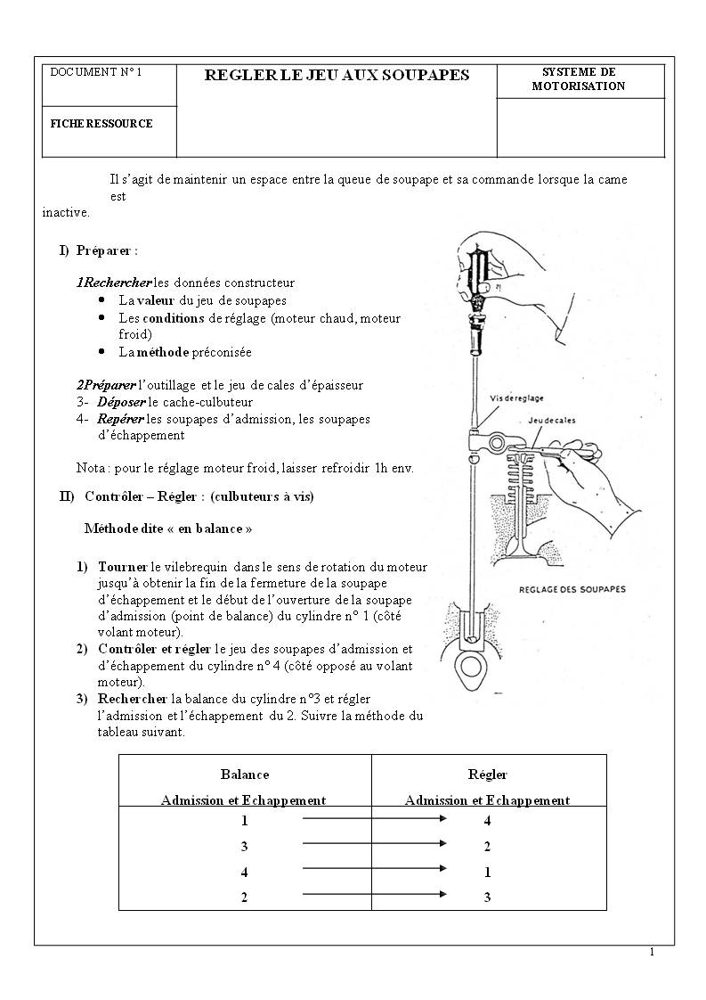 DOCUMENT N° 1
REGLER LE JEU AUX SOUPAPES
SYSTEME DE
MOTORISATION
FICHE RESSOURCE
Il s’agit de maintenir un espace entre la queue de soupape et sa commande lorsque la came
est
inactive.
I) Préparer :
1Rechercher les données constructeur
• La valeur du jeu de soupapes
• Les conditions de réglage (moteur chaud, moteur
froid)
• La méthode préconisée
2Préparer l’outillage et le jeu de cales d’épaisseur
3- Déposer le cache-culbuteur
4- Repérer les soupapes d’admission, les soupapes
d’échappement
Nota : pour le réglage moteur froid, laisser refroidir 1h env.
II) Contrôler – Régler : (culbuteurs à vis)
Méthode dite « en balance »
1) Tourner le vilebrequin dans le sens de rotation du moteur
jusqu’à obtenir la fin de la fermeture de la soupape
d’échappement et le début de l’ouverture de la soupape
d’admission (point de balance) du cylindre n° 1 (côté
volant moteur).
2) Contrôler et régler le jeu des soupapes d’admission et
d’échappement du cylindre n° 4 (côté opposé au volant
moteur).
3) Rechercher la balance du cylindre n°3 et régler
l’admission et l’échappement du 2. Suivre la méthode du
tableau suivant.
Vis de reglage
Jeu de cales
REGLAGE DES SOUPAPES
Balance
Admission et Echappement
Régler
Admission et Echappement
1 4
3 2
4 1
2 3
1